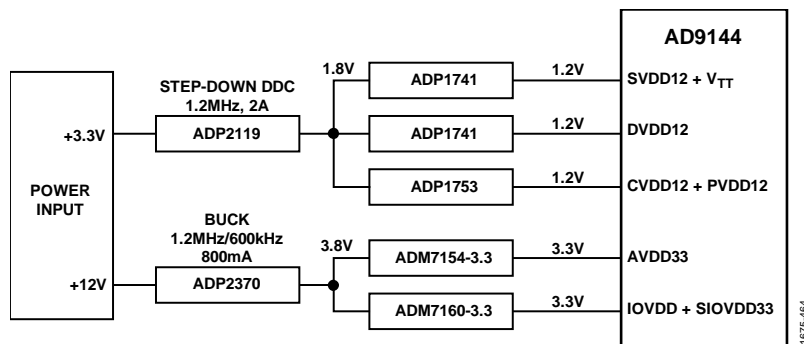 AD9144
POWER
INPUT
+3.3V
+12V
STEP-DOWN DDC
1.2MHz, 2A
ADP2119
1.8V
ADP1741
1.2V
SVDD12 + VTT
ADP1741
1.2V
DVDD12
ADP1753
1.2V
CVDD12 + PVDD12
BUCK
1.2MHz/600kHz
800mA
ADP2370
3.8V
ADM7154-3.3
3.3V
AVDD33
ADM7160-3.3
3.3V
IOVDD + SIOVDD33